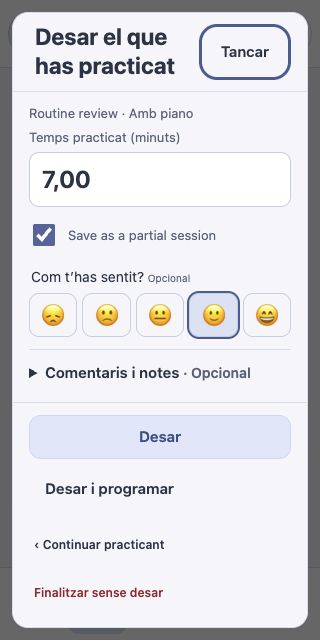 Desar el que
has practicat
Tancar
Routine review · Amb piano
Temps practicat (minuts)
7,00
Save as a partial session
Com t’has sentit? Opcional
Comentaris i notes · Opcional
Desar
Desar i programar
‹ Continuar practicant
Finalitzar sense desar